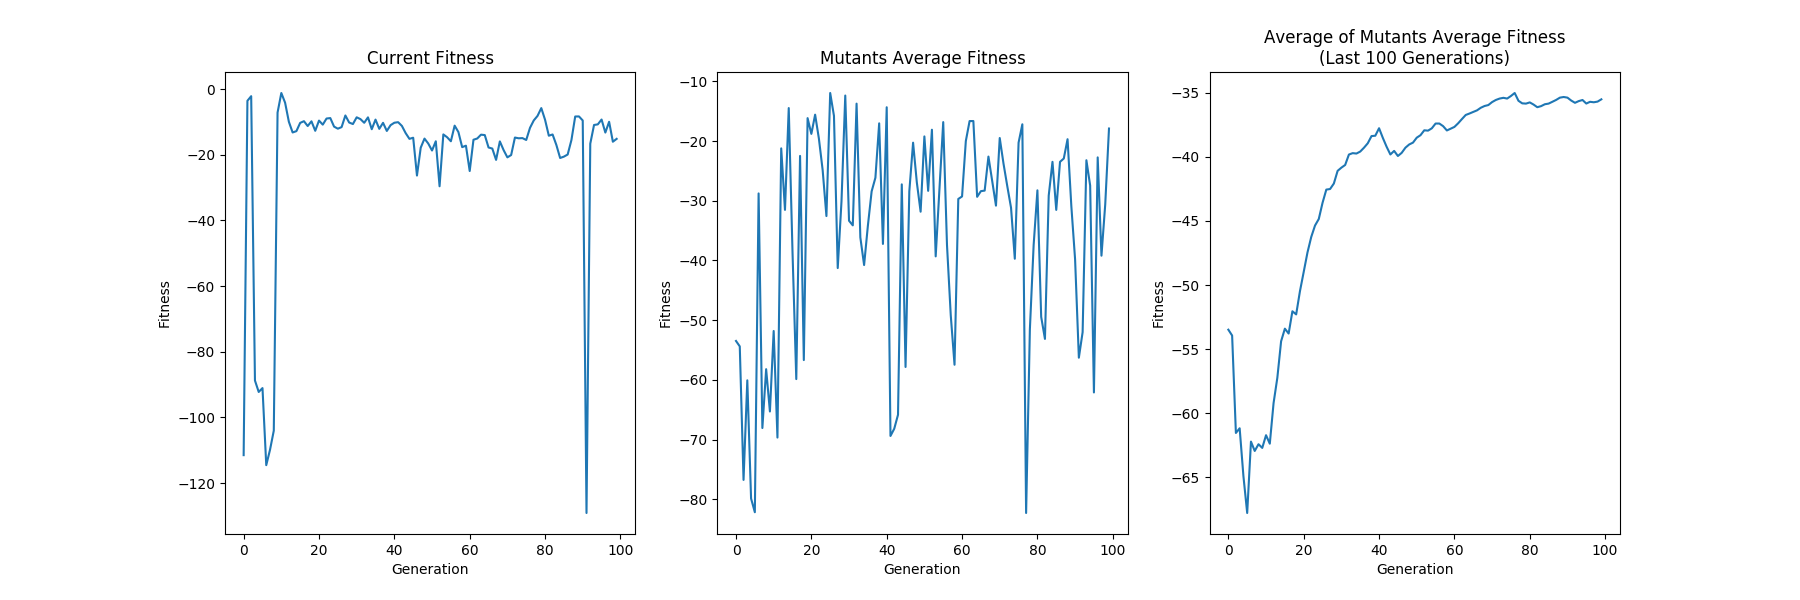 Current Fitness
0
−20
−40
−60
−80
−100
−120
Fitness
0 20 40 60 80 100
Generation
Mutants Average Fitness
−10
−20
−30
−40
−50
−60
−70
−80
Fitness
0 20 40 60 80 100
Generation
Average of Mutants Average Fitness
(Last 100 Generations)
−35
−40
−45
−50
−55
−60
−65
Fitness
0 20 40 60 80 100
Generation